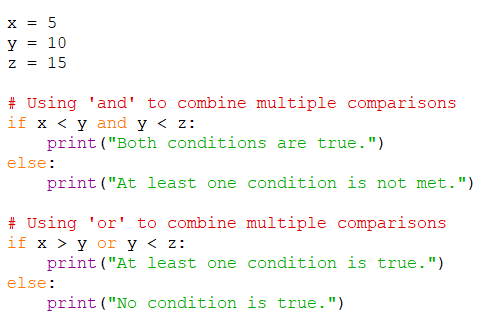 x = 5
y = 10
z = 15

# Using 'and' to combine multiple comparisons
if x < y and y < z:
    print("Both conditions are true.")
else:
    print("At least one condition is not met.")

# Using 'or' to combine multiple comparisons
if x > y or y < z:
    print("At least one condition is true.")
else:
    print("No condition is true.")